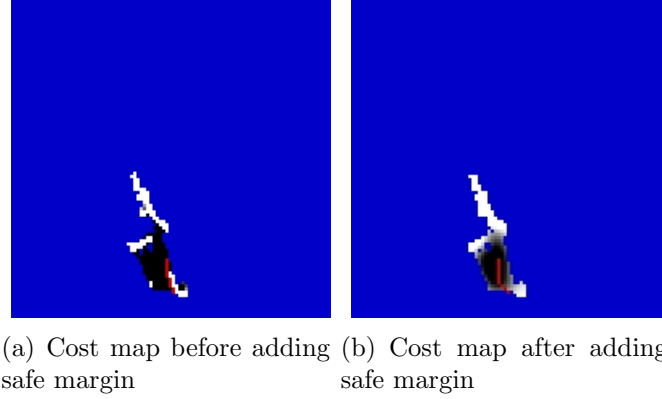 (a) Cost map before adding
safe margin
(b) Cost map after adding
safe margin